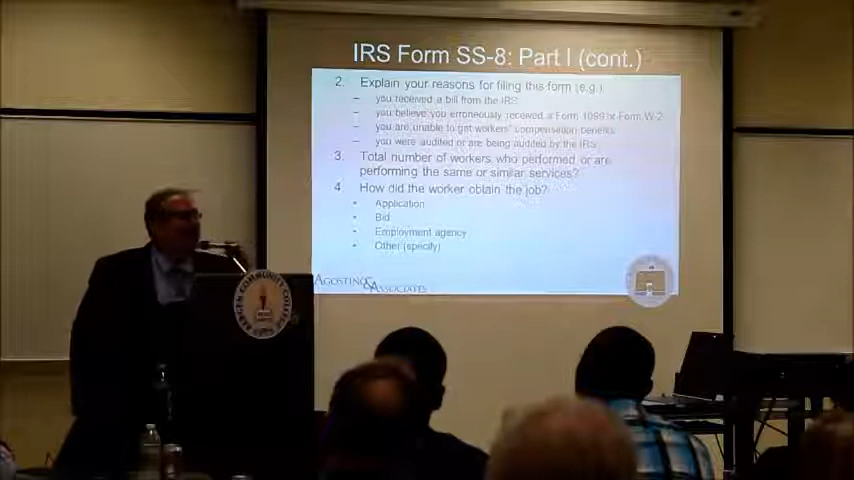 IRS Form SS-8: Part I (cont.)
2. Explain your reasons for filing this form (e.g.)
– you received a bill from the IRS
– you believe you erroneously received a Form 1099 or Form W-2
– you are unable to get workers' compensation benefits
– you were audited or are being audited by the IRS
3. Total number of workers who performed or are
performing the same or similar services?
4 How did the worker obtain the job?
• Application
• Bid
• Employment agency
• Other (specify)
AGOSTINO
& ASSOCIATES
BERGEN COMMUNITY COLLEGE